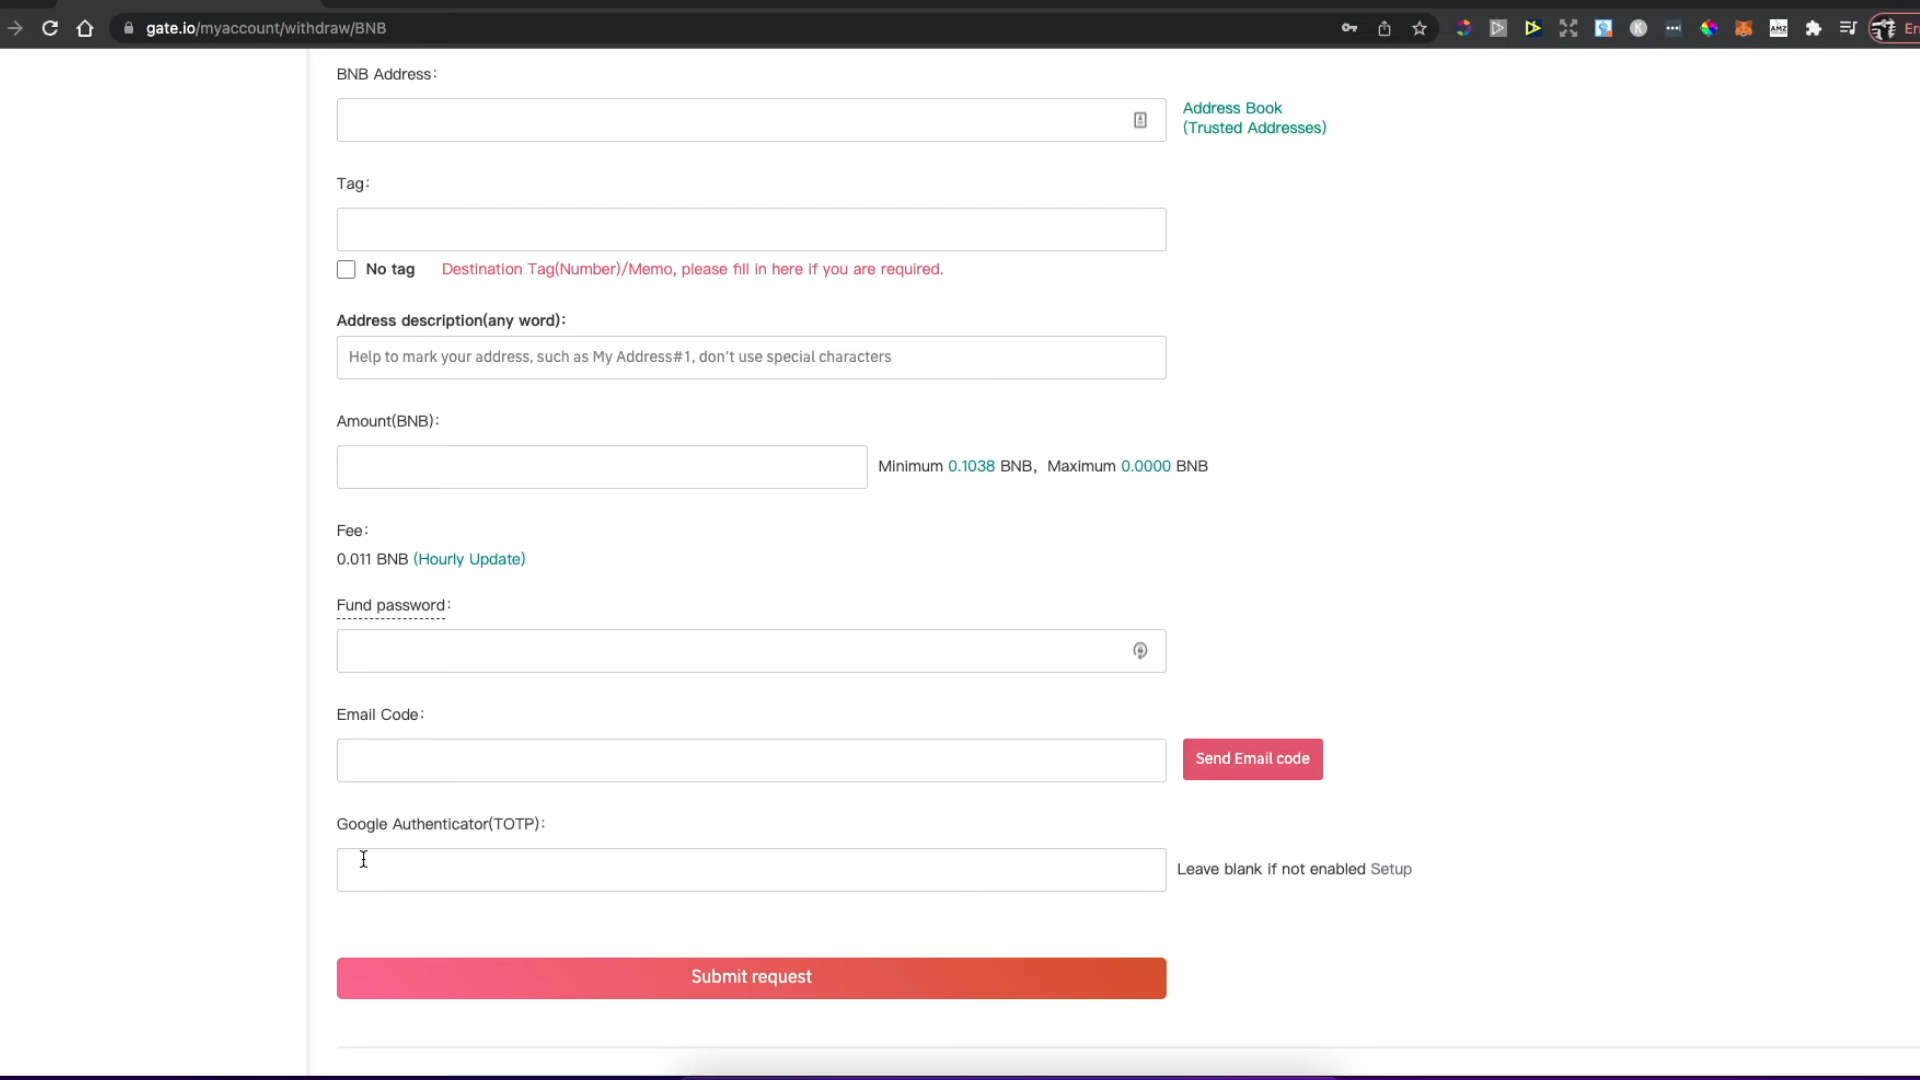 gate.io/myaccount/withdraw/BNB
AMZ
K
BNB Address:
Address Book
(Trusted Addresses)
Tag:
No tag Destination Tag(Number)/Memo, please fill in here if you are required.
Address description(any word):
Help to mark your address, such as My Address#1, don't use special characters
Amount(BNB):
Minimum 0.1038 BNB, Maximum 0.0000 BNB
Fee:
0.011 BNB (Hourly Update)
Fund password:
Email Code:
Send Email code
Google Authenticator(TOTP):
Leave blank if not enabled Setup
Submit request